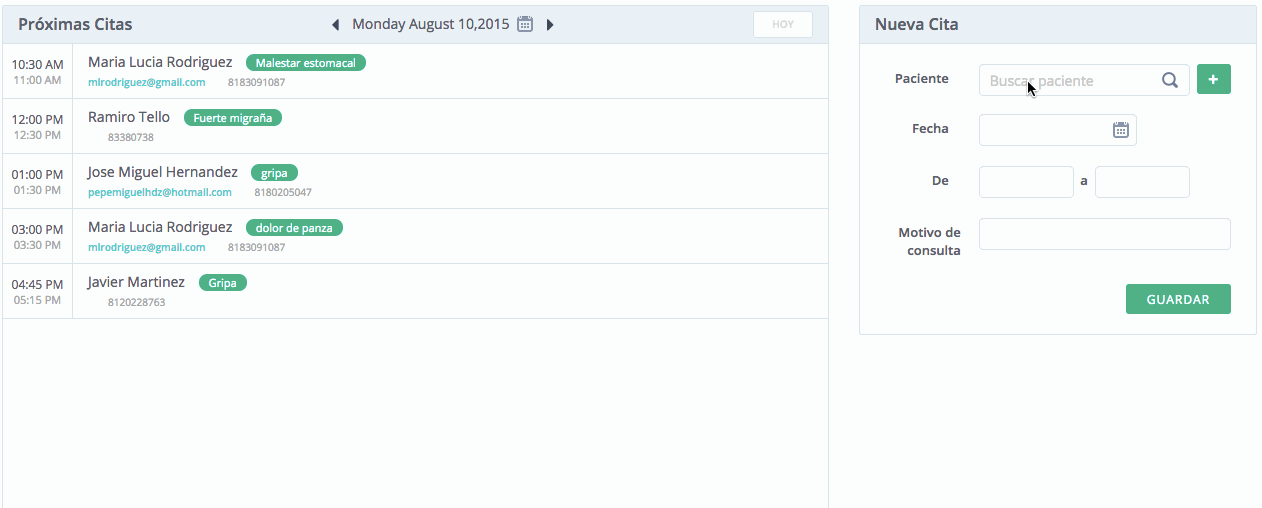 Próximas Citas
Monday August 10,2015
HOY
10:30 AM
11:00 AM
Maria Lucia Rodriguez
Malestar estomacal
mlrodriguez@gmail.com
8183091087
12:00 PM
12:30 PM
Ramiro Tello
Fuerte migraña
83380738
01:00 PM
01:30 PM
Jose Miguel Hernandez
gripa
pepemiguelhdz@hotmail.com
8180205047
03:00 PM
03:30 PM
Maria Lucia Rodriguez
dolor de panza
mlrodriguez@gmail.com
8183091087
04:45 PM
05:15 PM
Javier Martinez
Gripa
8120228763
Nueva Cita
Paciente
Buscar paciente
+
Fecha
De
a
Motivo de
consulta
GUARDAR